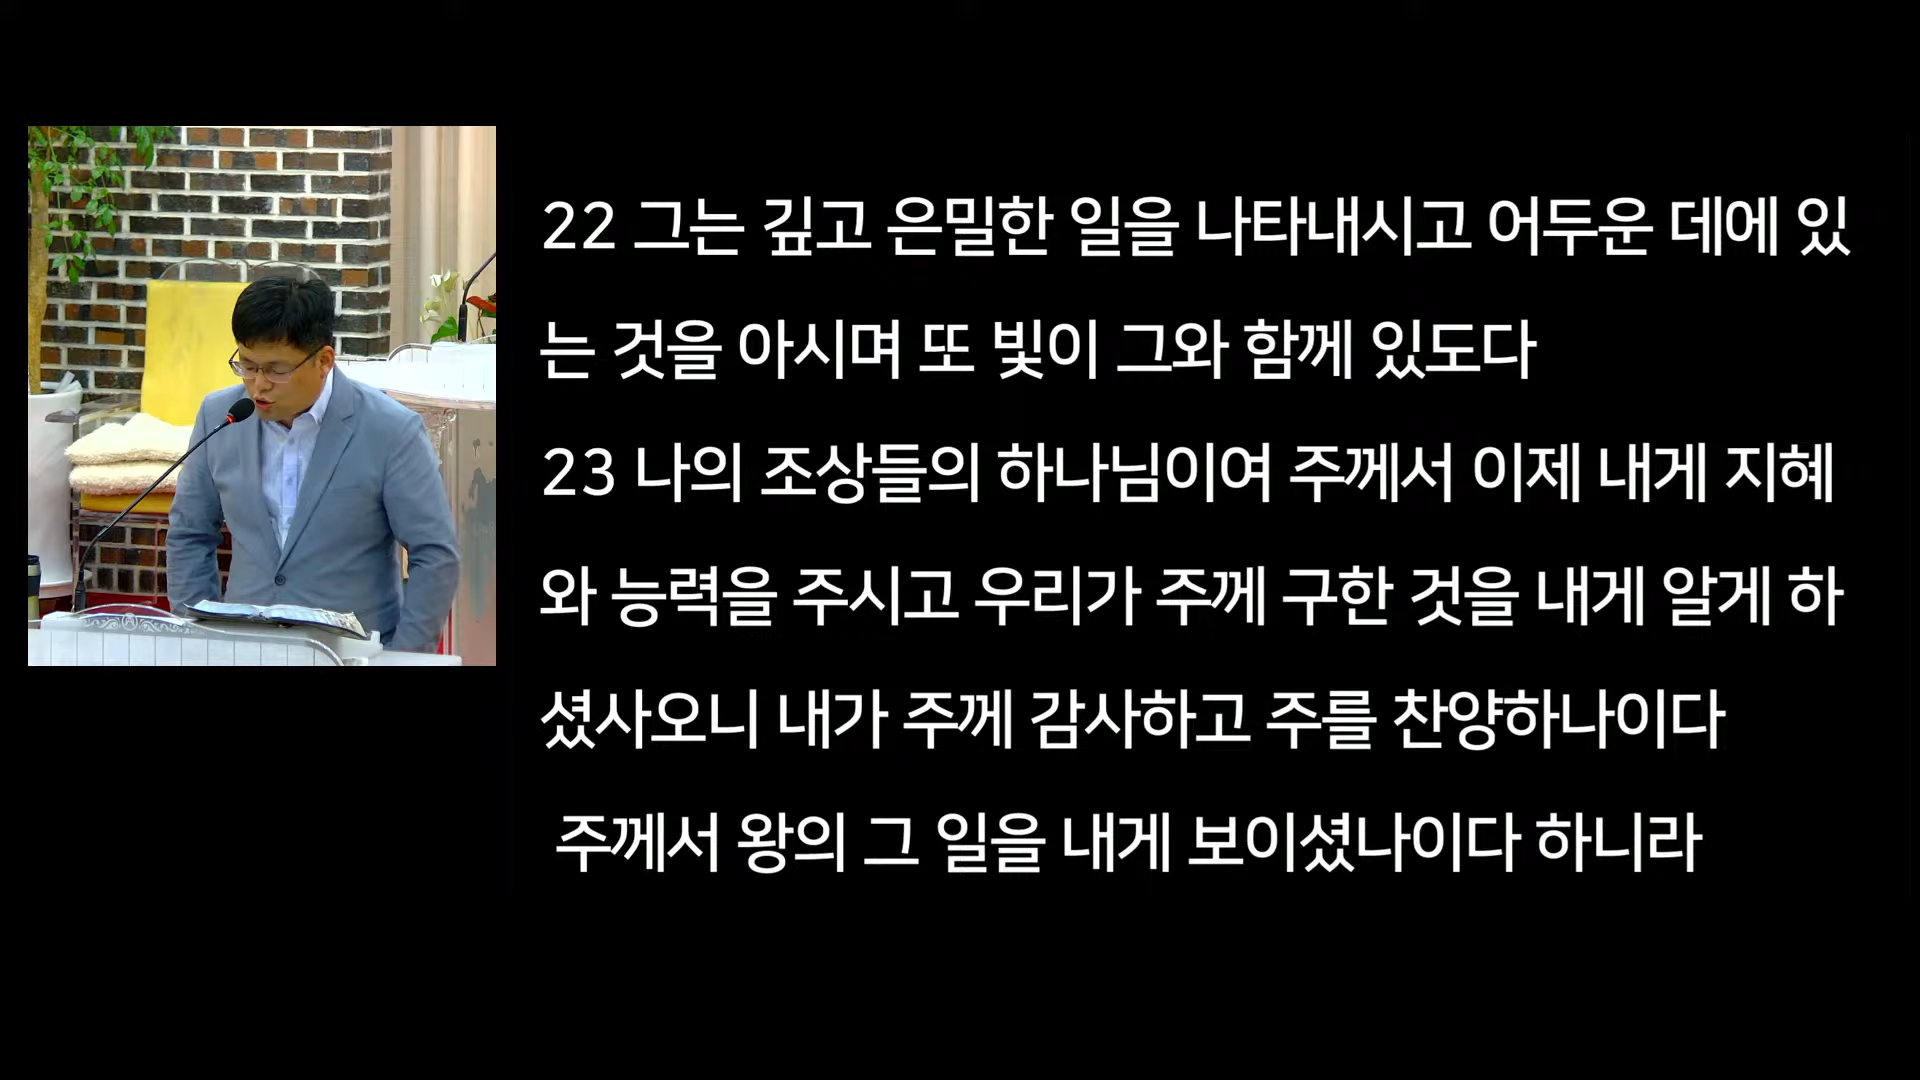 22 그는 깊고 은밀한 일을 나타내시고 어두운 데에 있
는 것을 아시며 또 빛이 그와 함께 있도다
23 나의 조상들의 하나님이여 주께서 이제 내게 지혜
와 능력을 주시고 우리가 주께 구한 것을 내게 알게 하
셨사오니 내가 주께 감사하고 주를 찬양하나이다
주께서 왕의 그 일을 내게 보이셨나이다 하니라